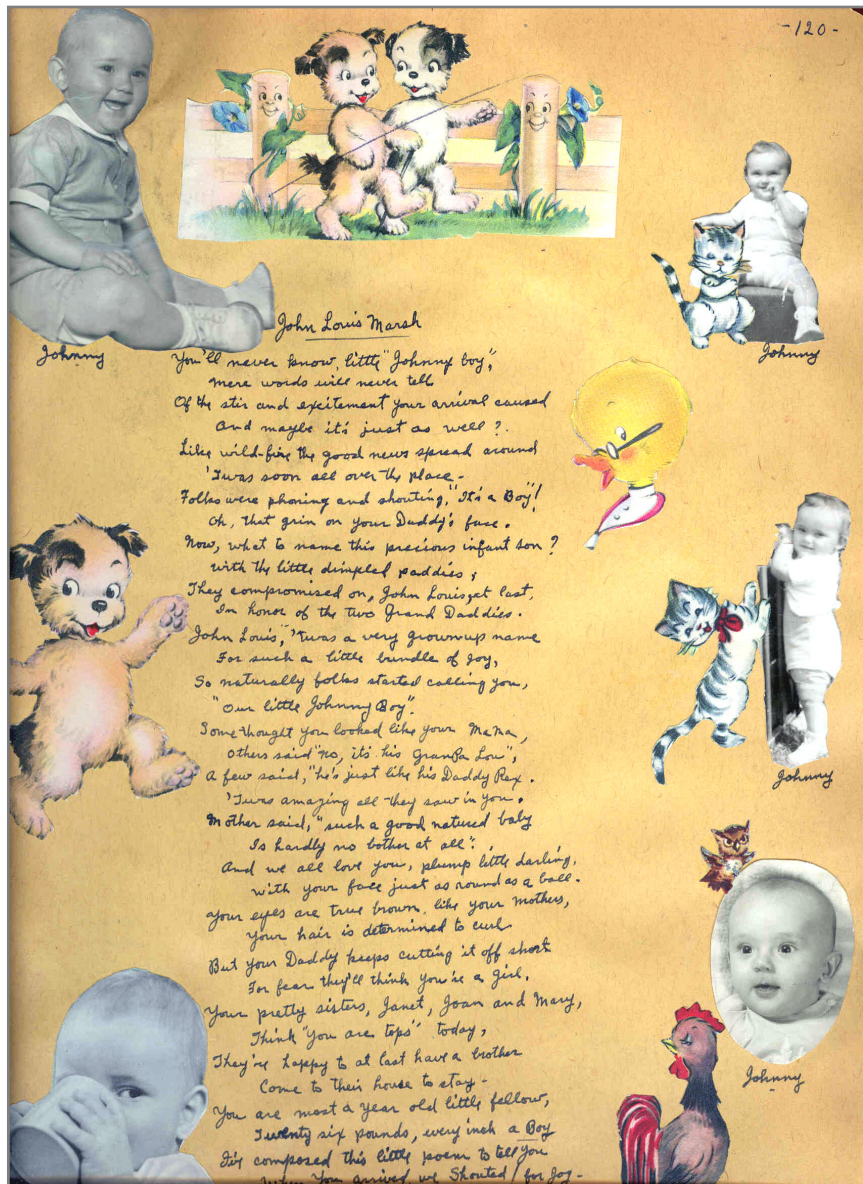 -120-
John Louis Marsh
Johnny
Johnny
You'll never know, little "Johnny boy",
mere words will never tell
Of the stir and excitement your arrival caused
And maybe it's just as well?.
Like wild-fire the good news spread around
'Twas soon all over the place-
Folks were phoning and shouting, "It's a Boy"!
Oh, that grin on your Daddy's face.
Now, what to name this precious infant son?
with the little dimpled paddies;
They compromised on, John Louis, at last,
In honor of the two Grand Daddies.
John Louis," 'twas a very grown up name
For such a little bundle of joy,
So naturally folks started calling you,
"Our little Johnny Boy".
Some thought you looked like your MaMa,
others said "no, it's his GranPa Lou",
A few said, "he's just like his Daddy Rex.
'Twas amazing all they saw in you.
Johnny
Mother said, "such a good natured baby
Is hardly no bother at all".
And we all love you, plump little darling,
with your face just as round as a ball.
your eyes are true brown, like your mothers,
your hair is determined to curl
But your Daddy keeps cutting it off short
For fear they'll think you're a girl.
Your pretty sisters, Janet, Joan and Mary,
Think "you are tops" today,
They're happy to at last have a brother
Come to their house to stay-
Johnny
You are most a year old little fellow,
Twenty six pounds, every inch a Boy
I've composed this little poem to tell you
When You arrived we Shouted for Joy-